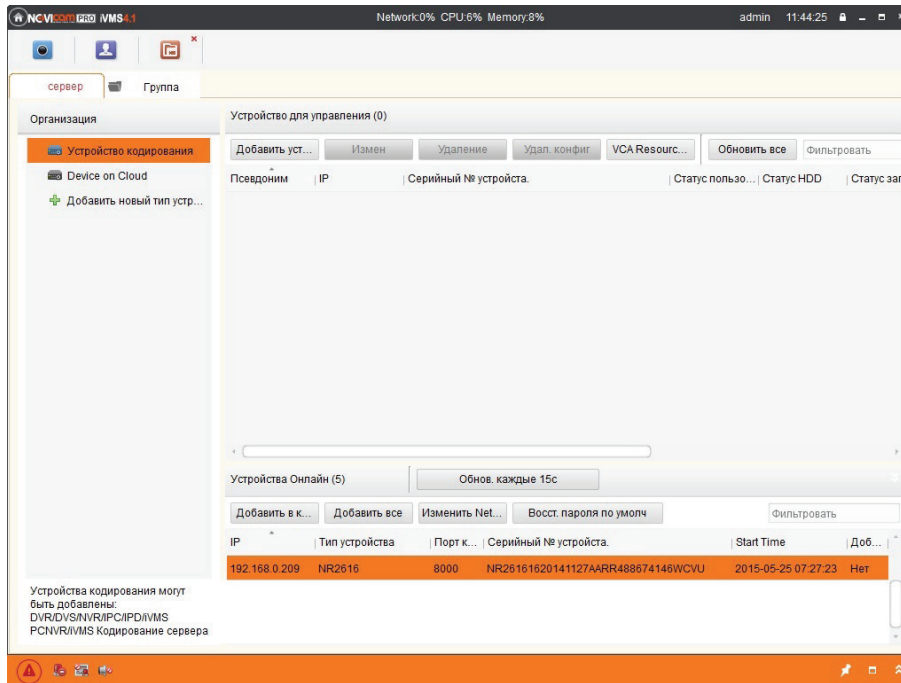 NOVICOM PRO iVMS4.1 Network:0% CPU:6% Memory:8% admin 11:44:25
сервер Группа
Организация
Устройство кодирования
Device on Cloud
Добавить новый тип устр...
Устройства кодирования могут
быть добавлены:
DVR/DVS/NVR/IPC/IPD/iVMS
PCNVR/iVMS Кодирование сервера
Устройство для управления (0)
Добавить уст... Измен Удаление Удал. конфиг VCA Resourc... Обновить все Фильтровать
Псевдоним IP Серийный № устройста. Статус пользо... Статус HDD Статус зап
Устройства Онлайн (5) Обнов. каждые 15с
Добавить в к... Добавить все Изменить Net... Восст. пароля по умолч Фильтровать
IP Тип устройства Порт к... Серийный № устройста. Start Time Доб...
192.168.0.209 NR2616 8000 NR26161620141127AARR488674146WCVU 2015-05-25 07:27:23 Нет